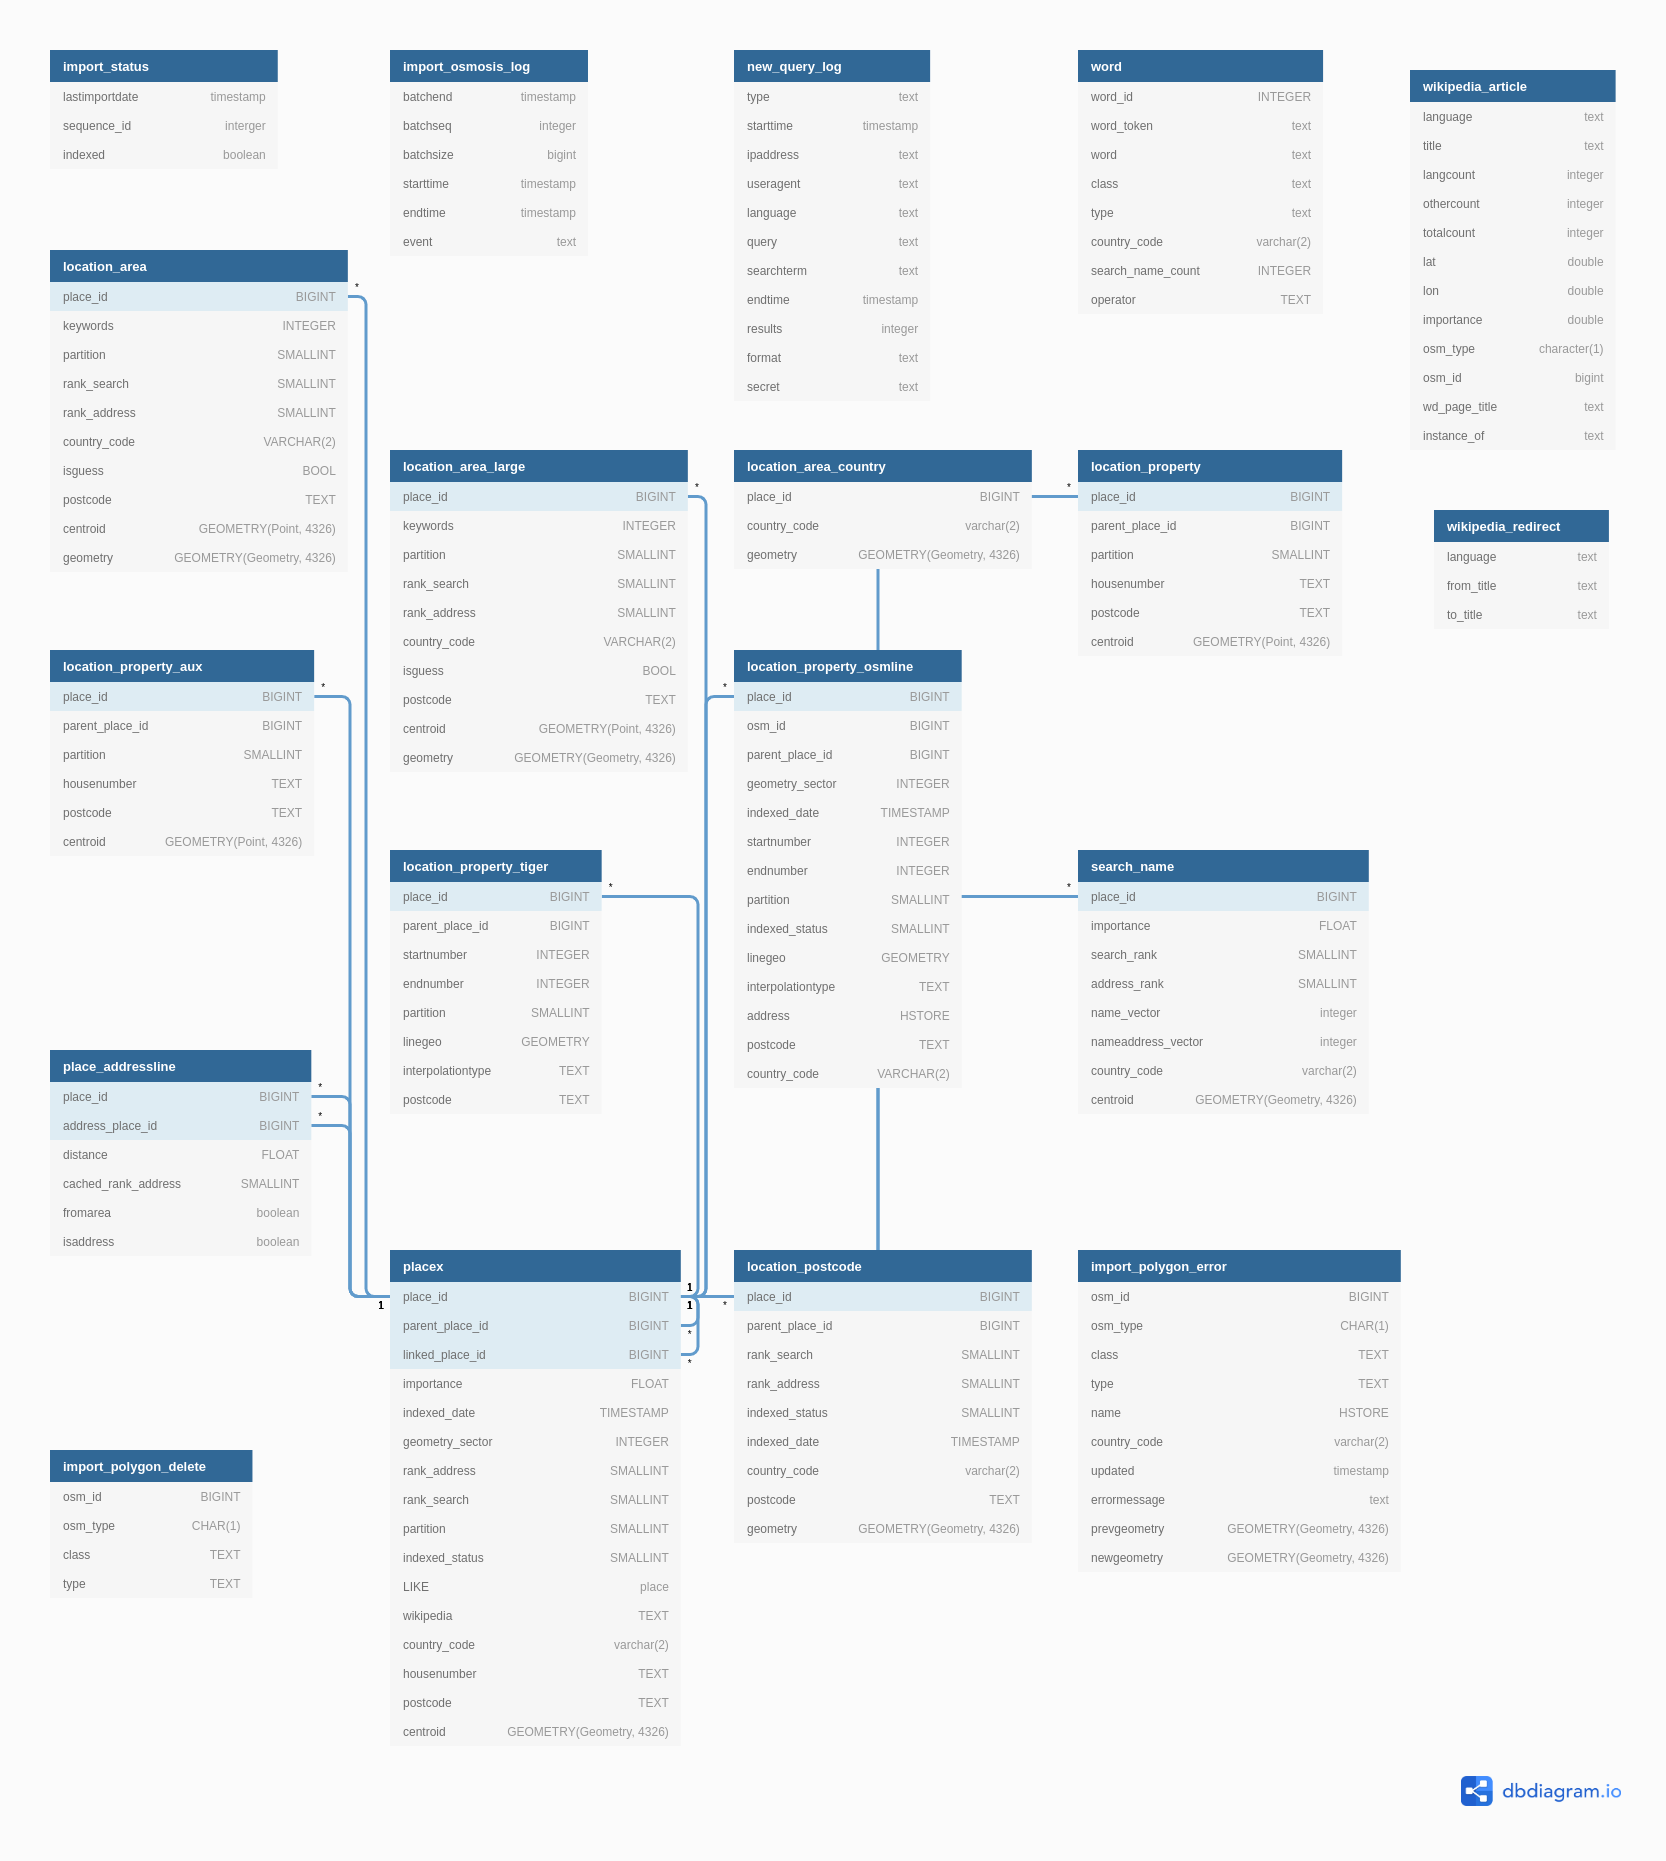 import_status
lastimportdate timestamp
sequence_id interger
indexed boolean
import_osmosis_log
batchend timestamp
batchseq integer
batchsize bigint
starttime timestamp
endtime timestamp
event text
new_query_log
type text
starttime timestamp
ipaddress text
useragent text
language text
query text
searchterm text
endtime timestamp
results integer
format text
secret text
word
word_id INTEGER
word_token text
word text
class text
type text
country_code varchar(2)
search_name_count INTEGER
operator TEXT
wikipedia_article
language text
title text
langcount integer
othercount integer
totalcount integer
lat double
lon double
importance double
osm_type character(1)
osm_id bigint
wd_page_title text
instance_of text
location_area
place_id BIGINT *
keywords INTEGER
partition SMALLINT
rank_search SMALLINT
rank_address SMALLINT
country_code VARCHAR(2)
isguess BOOL
postcode TEXT
centroid GEOMETRY(Point, 4326)
geometry GEOMETRY(Geometry, 4326)
location_area_large
place_id BIGINT *
keywords INTEGER
partition SMALLINT
rank_search SMALLINT
rank_address SMALLINT
country_code VARCHAR(2)
isguess BOOL
postcode TEXT
centroid GEOMETRY(Point, 4326)
geometry GEOMETRY(Geometry, 4326)
location_area_country
place_id BIGINT
country_code varchar(2)
geometry GEOMETRY(Geometry, 4326)
location_property
* place_id BIGINT
parent_place_id BIGINT
partition SMALLINT
housenumber TEXT
postcode TEXT
centroid GEOMETRY(Point, 4326)
wikipedia_redirect
language text
from_title text
to_title text
location_property_aux
place_id BIGINT *
parent_place_id BIGINT
partition SMALLINT
housenumber TEXT
postcode TEXT
centroid GEOMETRY(Point, 4326)
location_property_osmline
* place_id BIGINT
osm_id BIGINT
parent_place_id BIGINT
geometry_sector INTEGER
indexed_date TIMESTAMP
startnumber INTEGER
endnumber INTEGER
partition SMALLINT
indexed_status SMALLINT
linegeo GEOMETRY
interpolationtype TEXT
address HSTORE
postcode TEXT
country_code VARCHAR(2)
location_property_tiger
place_id BIGINT *
parent_place_id BIGINT
startnumber INTEGER
endnumber INTEGER
partition SMALLINT
linegeo GEOMETRY
interpolationtype TEXT
postcode TEXT
search_name
* place_id BIGINT
importance FLOAT
search_rank SMALLINT
address_rank SMALLINT
name_vector integer
nameaddress_vector integer
country_code varchar(2)
centroid GEOMETRY(Geometry, 4326)
place_addressline
place_id BIGINT *
address_place_id BIGINT *
distance FLOAT
cached_rank_address SMALLINT
fromarea boolean
isaddress boolean
placex
1 place_id BIGINT 1
1
parent_place_id BIGINT *
linked_place_id BIGINT *
importance FLOAT
indexed_date TIMESTAMP
geometry_sector INTEGER
rank_address SMALLINT
rank_search SMALLINT
partition SMALLINT
indexed_status SMALLINT
LIKE place
wikipedia TEXT
country_code varchar(2)
housenumber TEXT
postcode TEXT
centroid GEOMETRY(Geometry, 4326)
location_postcode
* place_id BIGINT
parent_place_id BIGINT
rank_search SMALLINT
rank_address SMALLINT
indexed_status SMALLINT
indexed_date TIMESTAMP
country_code varchar(2)
postcode TEXT
geometry GEOMETRY(Geometry, 4326)
import_polygon_error
osm_id BIGINT
osm_type CHAR(1)
class TEXT
type TEXT
name HSTORE
country_code varchar(2)
updated timestamp
errormessage text
prevgeometry GEOMETRY(Geometry, 4326)
newgeometry GEOMETRY(Geometry, 4326)
import_polygon_delete
osm_id BIGINT
osm_type CHAR(1)
class TEXT
type TEXT
dbdiagram.io